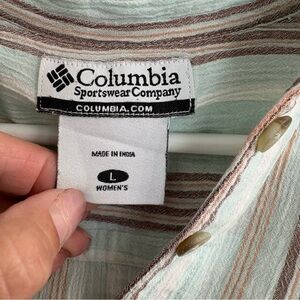 Columbia
Sportswear Company
COLUMBIA.COM
MADE IN INDIA
L
WOMEN'S